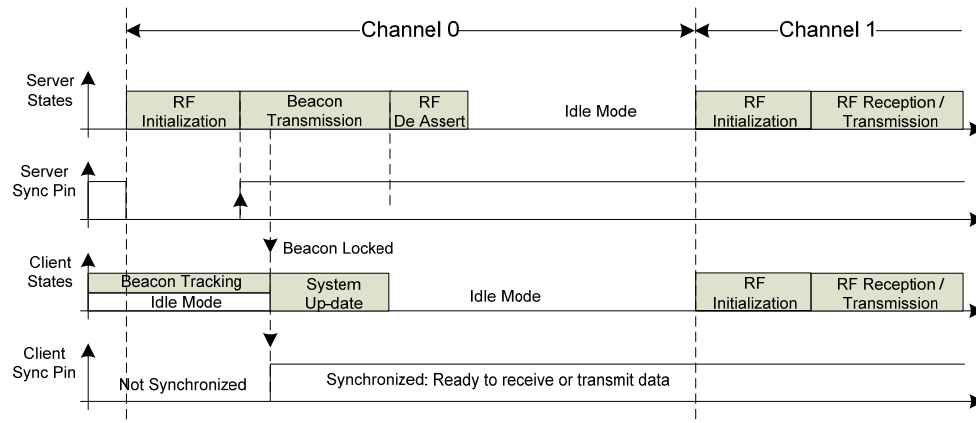 Channel 0
Channel 1
Server
States
RF
Initialization
Beacon
Transmission
RF
De Assert
Idle Mode
RF
Initialization
RF Reception /
Transmission
Server
Sync Pin
Beacon Locked
Client
States
Beacon Tracking
Idle Mode
System
Up-date
Idle Mode
RF
Initialization
RF Reception /
Transmission
Client
Sync Pin
Not Synchronized
Synchronized: Ready to receive or transmit data